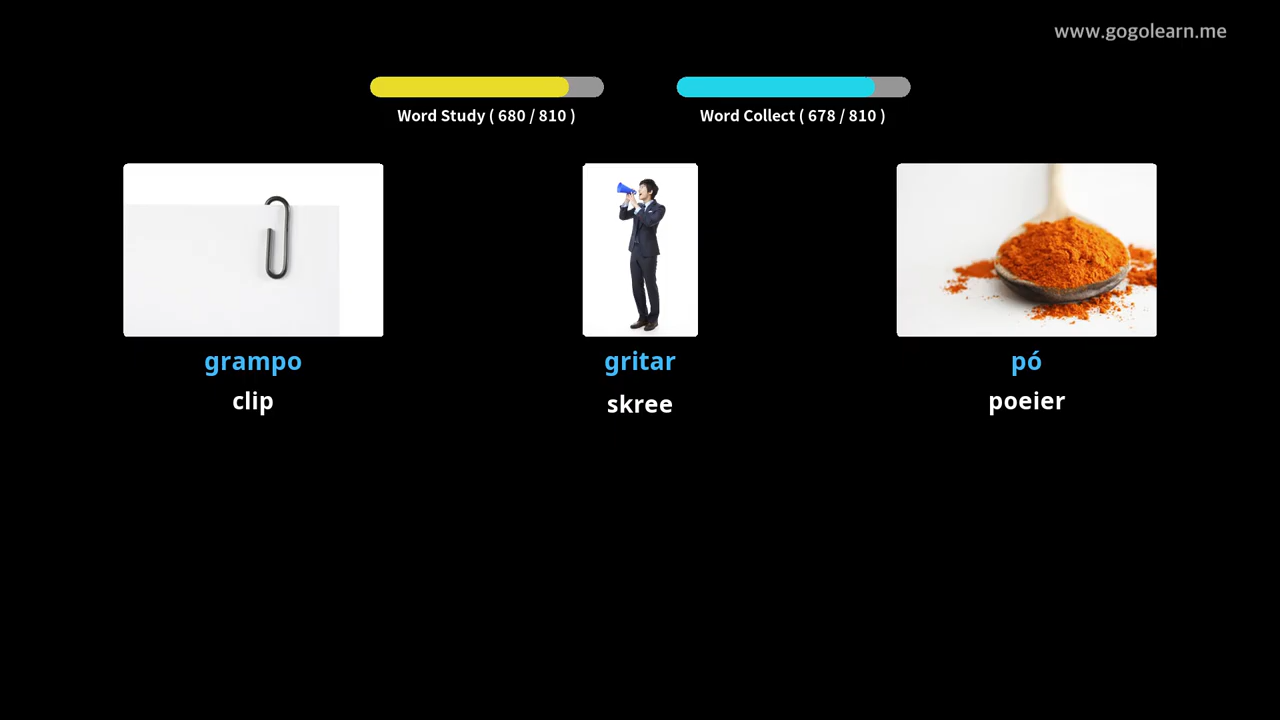 www.gogolearn.me
Word Study ( 680 / 810 )
Word Collect ( 678 / 810 )
grampo
clip
gritar
skree
pó
poeier